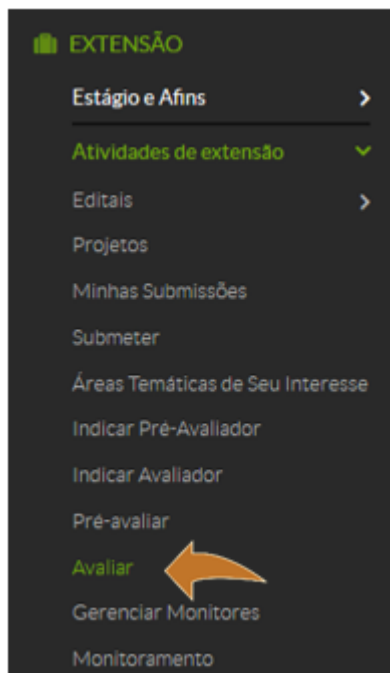 EXTENSÃO
Estágio e Afins
Atividades de extensão
Editais
Projetos
Minhas Submissões
Submeter
Áreas Temáticas de Seu Interesse
Indicar Pré-Avaliador
Indicar Avaliador
Pré-avaliar
Avaliar
Gerenciar Monitores
Monitoramento